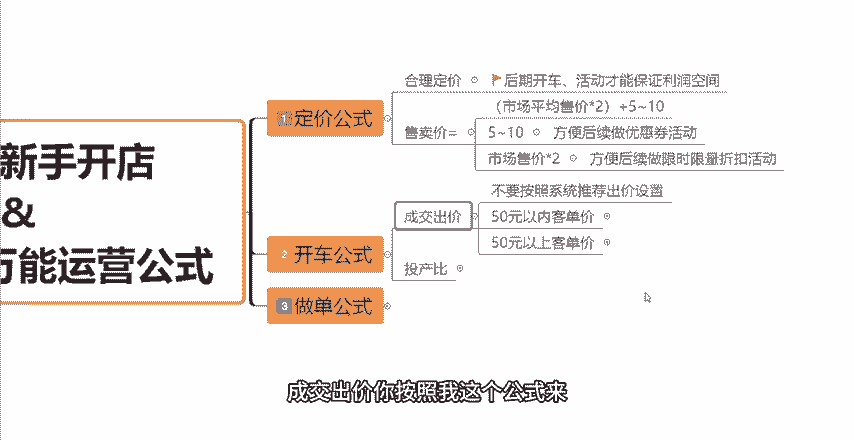 新手开店
&
万能运营公式
1 定价公式
合理定价
后期开车、活动才能保证利润空间
售卖价=
（市场平均售价*2）+5~10
5~10
方便后续做优惠券活动
市场售价*2
方便后续做限时限量折扣活动
2 开车公式
成交出价
不要按照系统推荐出价设置
50元以内客单价
50元以上客单价
投产比
3 做单公式
成交出价你按照我这个公式来